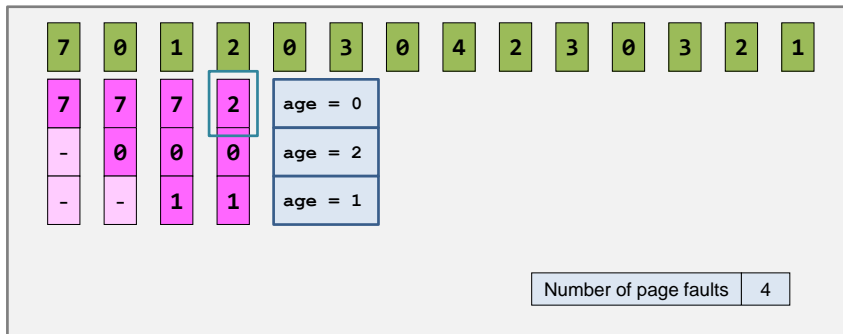 7 0 1 2 0 3 0 4 2 3 0 3 2 1
7 7 7 2 age = 0
- 0 0 0 age = 2
- - 1 1 age = 1
Number of page faults 4